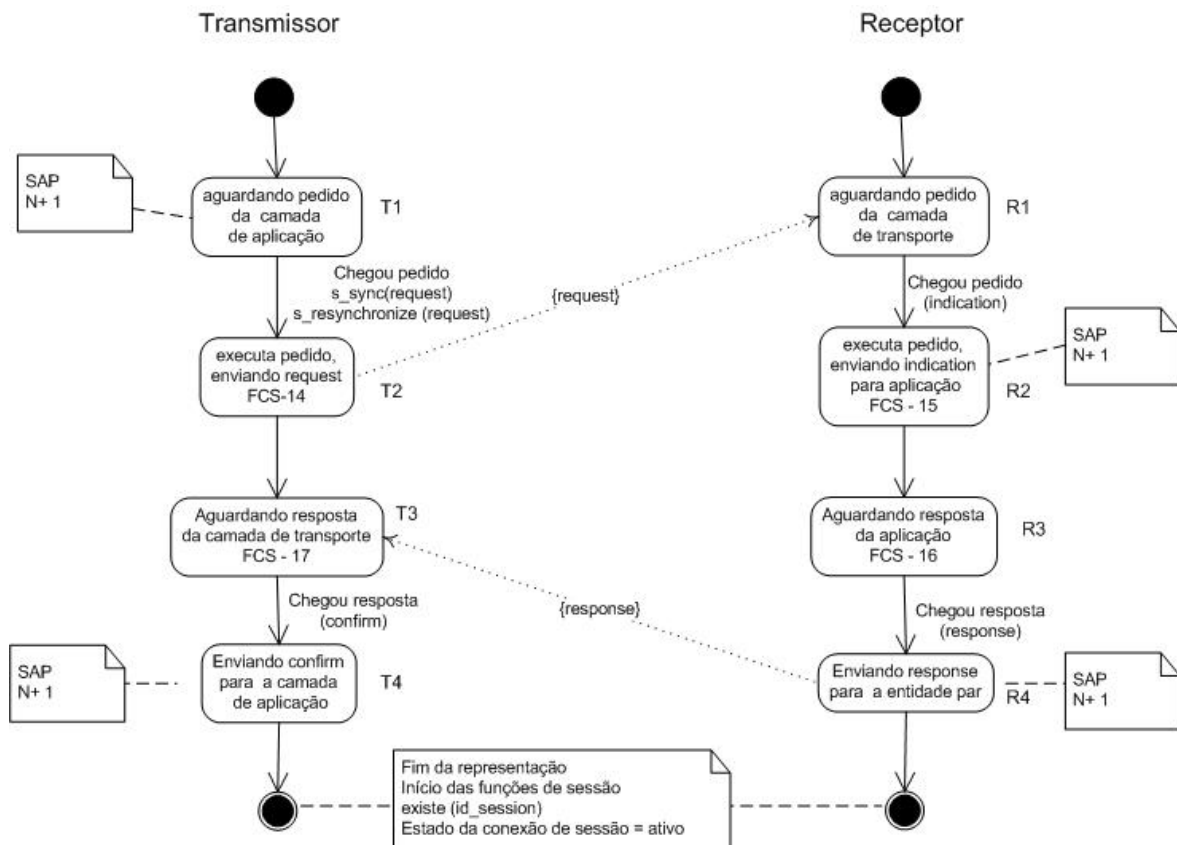 Transmissor
Receptor
SAP
N+ 1
aguardando pedido
da camada
de aplicação
T1
aguardando pedido
da camada
de transporte
R1
Chegou pedido
s_sync(request)
s_resynchronize (request)
{request}
Chegou pedido
(indication)
executa pedido,
enviando request
FCS-14
T2
executa pedido,
enviando indication
para aplicação
FCS - 15
R2
SAP
N+ 1
Aguardando resposta
da camada de transporte
FCS - 17
T3
Aguardando resposta
da aplicação
FCS - 16
R3
Chegou resposta
(confirm)
{response}
Chegou resposta
(response)
SAP
N+ 1
Enviando confirm
para a camada
de aplicação
T4
Enviando response
para a entidade par
R4
SAP
N+ 1
Fim da representação
Início das funções de sessão
existe (id_session)
Estado da conexão de sessão = ativo